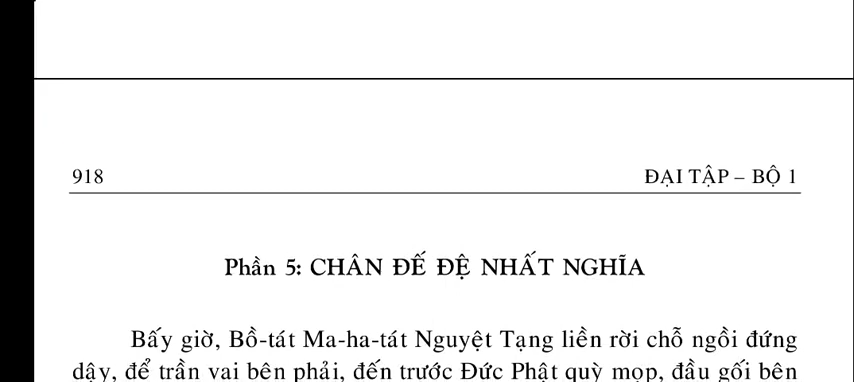 918 ĐẠI TẬP – BỘ 1
Phần 5: CHÂN ĐẾ ĐỆ NHẤT NGHĨA
Bấy giờ, Bồ-tát Ma-ha-tát Nguyệt Tạng liền rời chỗ ngồi đứng
dậy, để trần vai bên phải, đến trước Đức Phật quỳ mọp, đầu gối bên